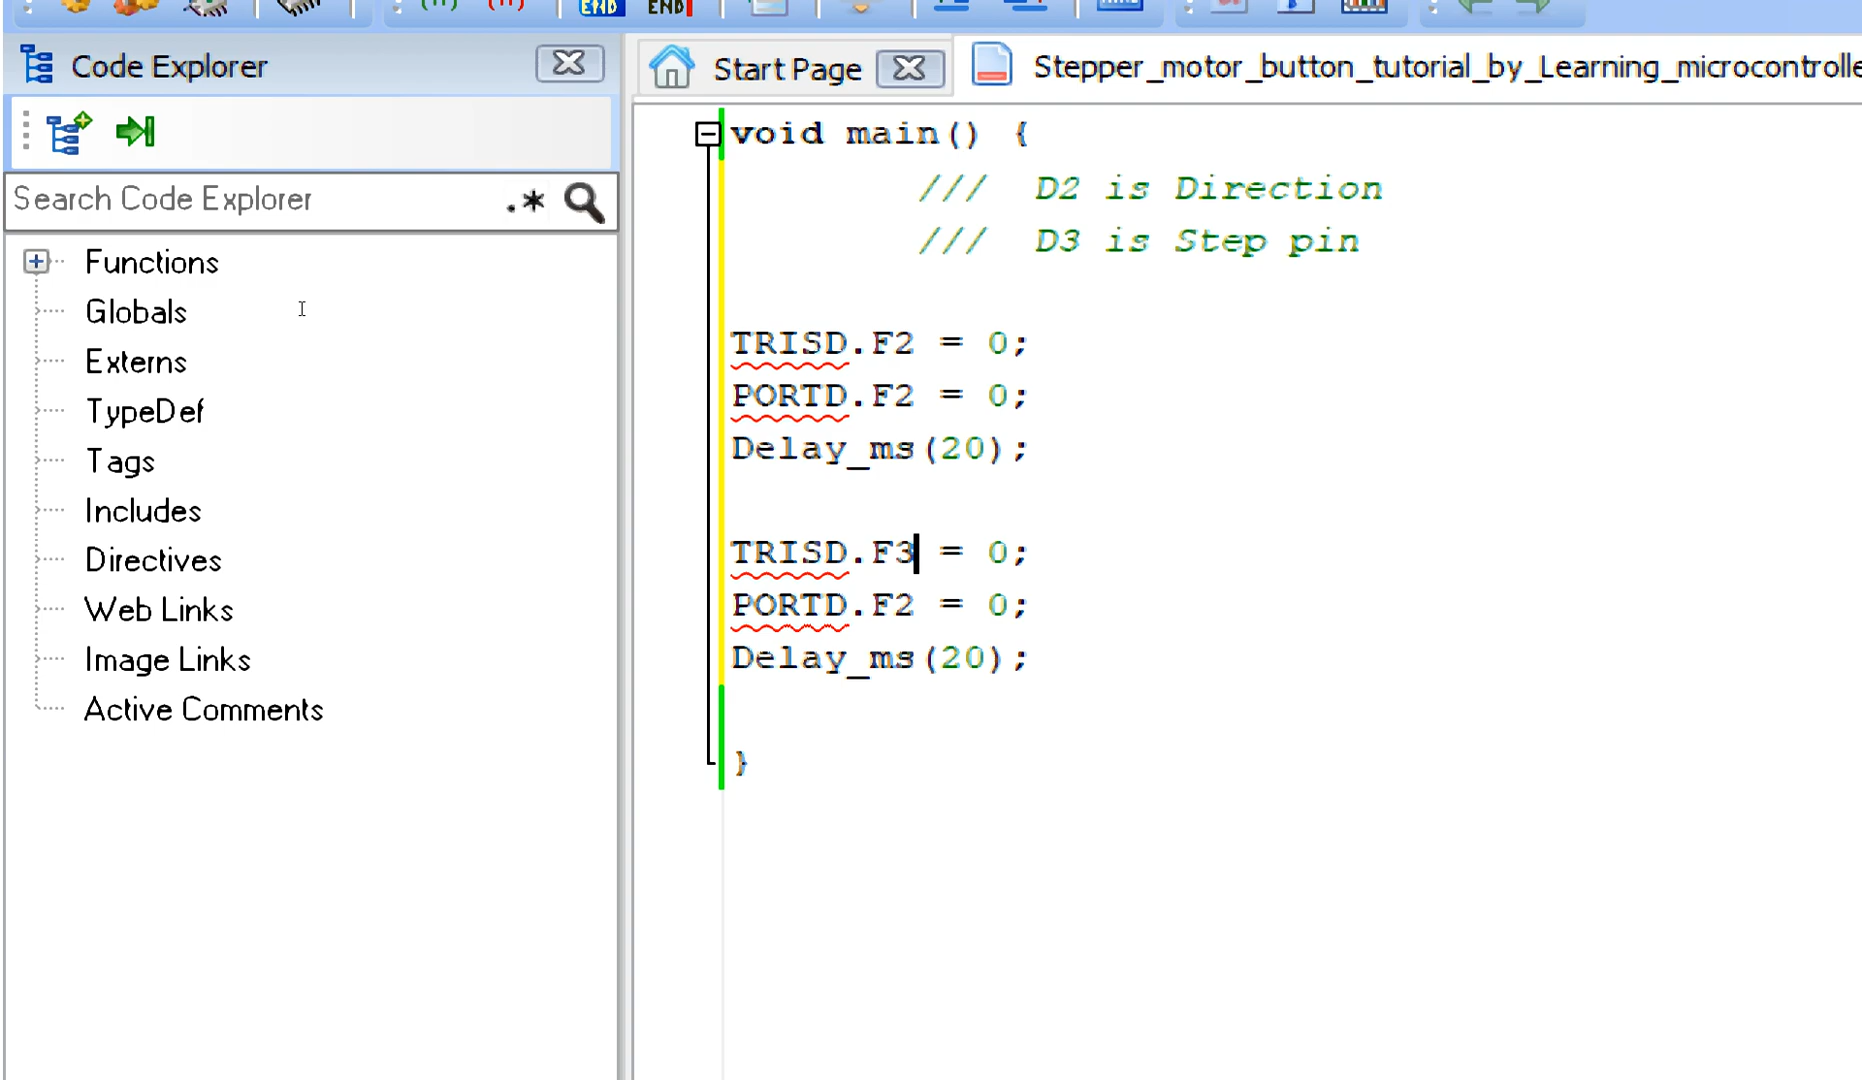 END END
Code Explorer
Start Page
Stepper_motor_button_tutorial_by_Learning_microcontrolle
Search Code Explorer .*
Functions
Globals
Externs
TypeDef
Tags
Includes
Directives
Web Links
Image Links
Active Comments
void main() {
/// D2 is Direction
/// D3 is Step pin
TRISD.F2 = 0;
PORTD.F2 = 0;
Delay_ms(20);
TRISD.F3 = 0;
PORTD.F2 = 0;
Delay_ms(20);
}